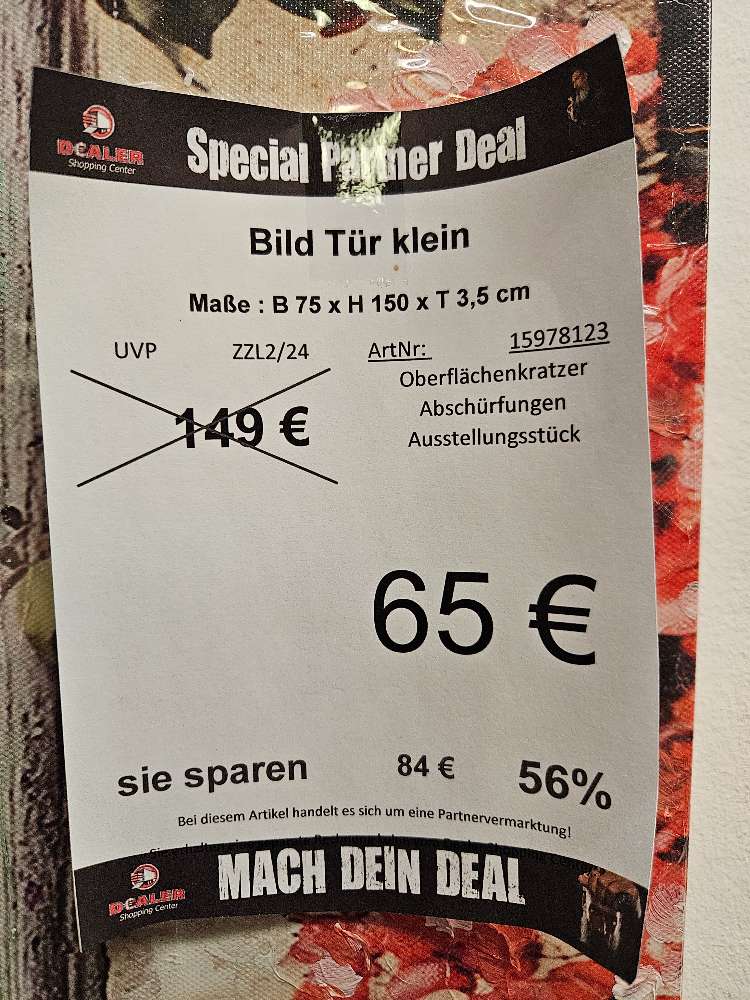 DEALER
Shopping Center
Special Partner Deal
Bild Tür klein
Maße : B 75 x H 150 x T 3,5 cm
UVP ZZL2/24 ArtNr: 15978123
Oberflächenkratzer
149 € Abschürfungen
Ausstellungsstück
65 €
sie sparen 84 € 56%
Bei diesem Artikel handelt es sich um eine Partnervermarktung!
MACH DEIN DEAL
DEALER
Shopping Center